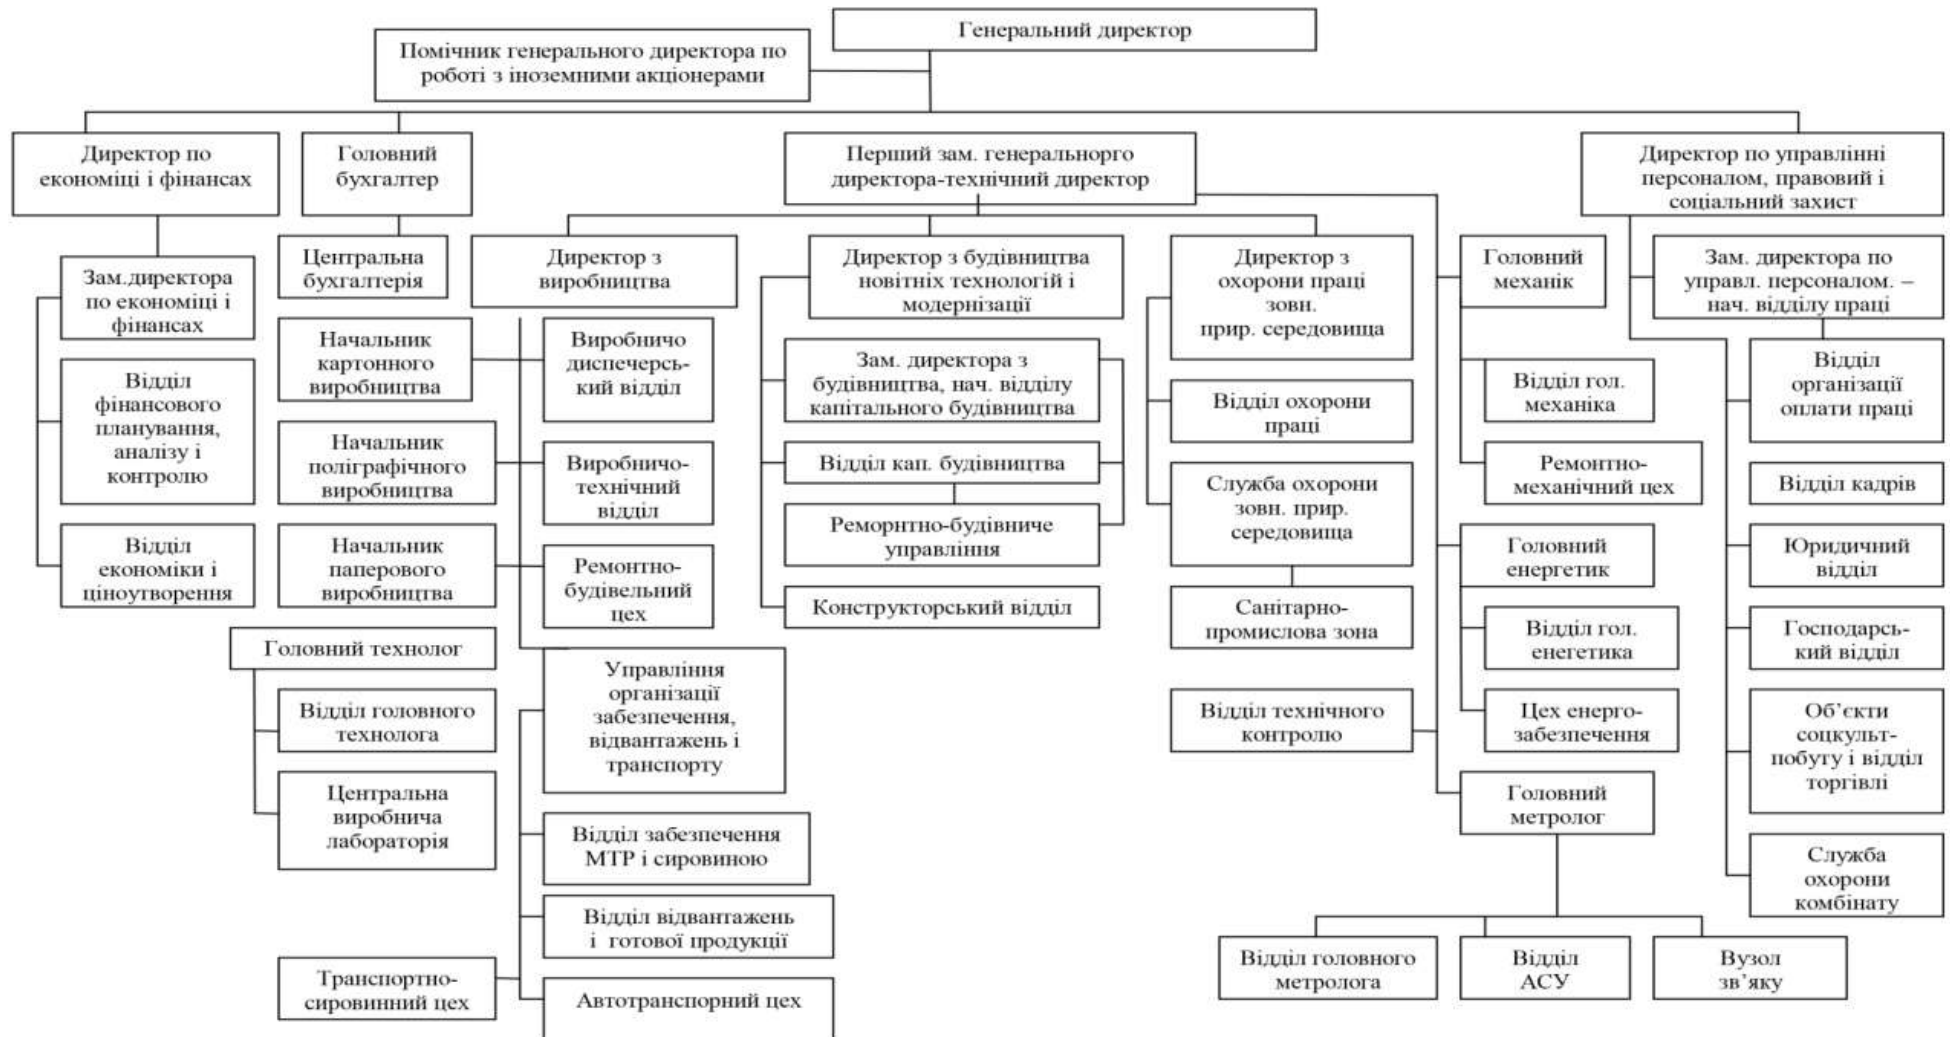 Генеральний директор
Помічник генерального директора по
роботі з іноземними акціонерами
Директор по
економіці і фінансах
Головний
бухгалтер
Перший зам. генерального
директора-технічний директор
Директор по управлінні
персоналом, правовий і
соціальний захист
Зам.директора
по економіці і
фінансах
Відділ
фінансового
планування,
аналізу і
контролю
Відділ
економіки і
ціноутворення
Центральна
бухгалтерія
Директор з
виробництва
Начальник
картонного
виробництва
Виробничо
диспечерсь-
кий відділ
Начальник
поліграфічного
виробництва
Виробничо-
технічний
відділ
Начальник
паперового
виробництва
Ремонтно-
будівельний
цех
Головний технолог
Відділ головного
технолога
Центральна
виробнича
лабораторія
Управління
організації
забезпечення,
відвантажень і
транспорту
Відділ забезпечення
МТР і сировиною
Відділ відвантажень
і готової продукції
Транспортно-
сировинний цех
Автотранспорний цех
Директор з будівництва
новітніх технологій і
модернізації
Зам. директора з
будівництва, нач. відділу
капітального будівництва
Відділ кап. будівництва
Реморнтно-будівниче
управління
Конструкторський відділ
Директор з
охорони праці
зовн.
прир. середовища
Відділ охорони
праці
Служба охорони
зовн. прир.
середовища
Санітарно-
промислова зона
Відділ технічного
контролю
Головний
механік
Відділ гол.
механіка
Ремонтно-
механічний цех
Головний
енергетик
Відділ гол.
енегетика
Цех енерго-
забезпечення
Головний
метролог
Відділ головного
метролога
Відділ
АСУ
Вузол
зв’яку
Зам. директора по
управл. персоналом. –
нач. відділу праці
Відділ
організації
оплати праці
Відділ кадрів
Юридичний
відділ
Господарсь-
кий відділ
Об’єкти
соцкульт-
побуту і відділ
торгівлі
Служба
охорони
комбінату